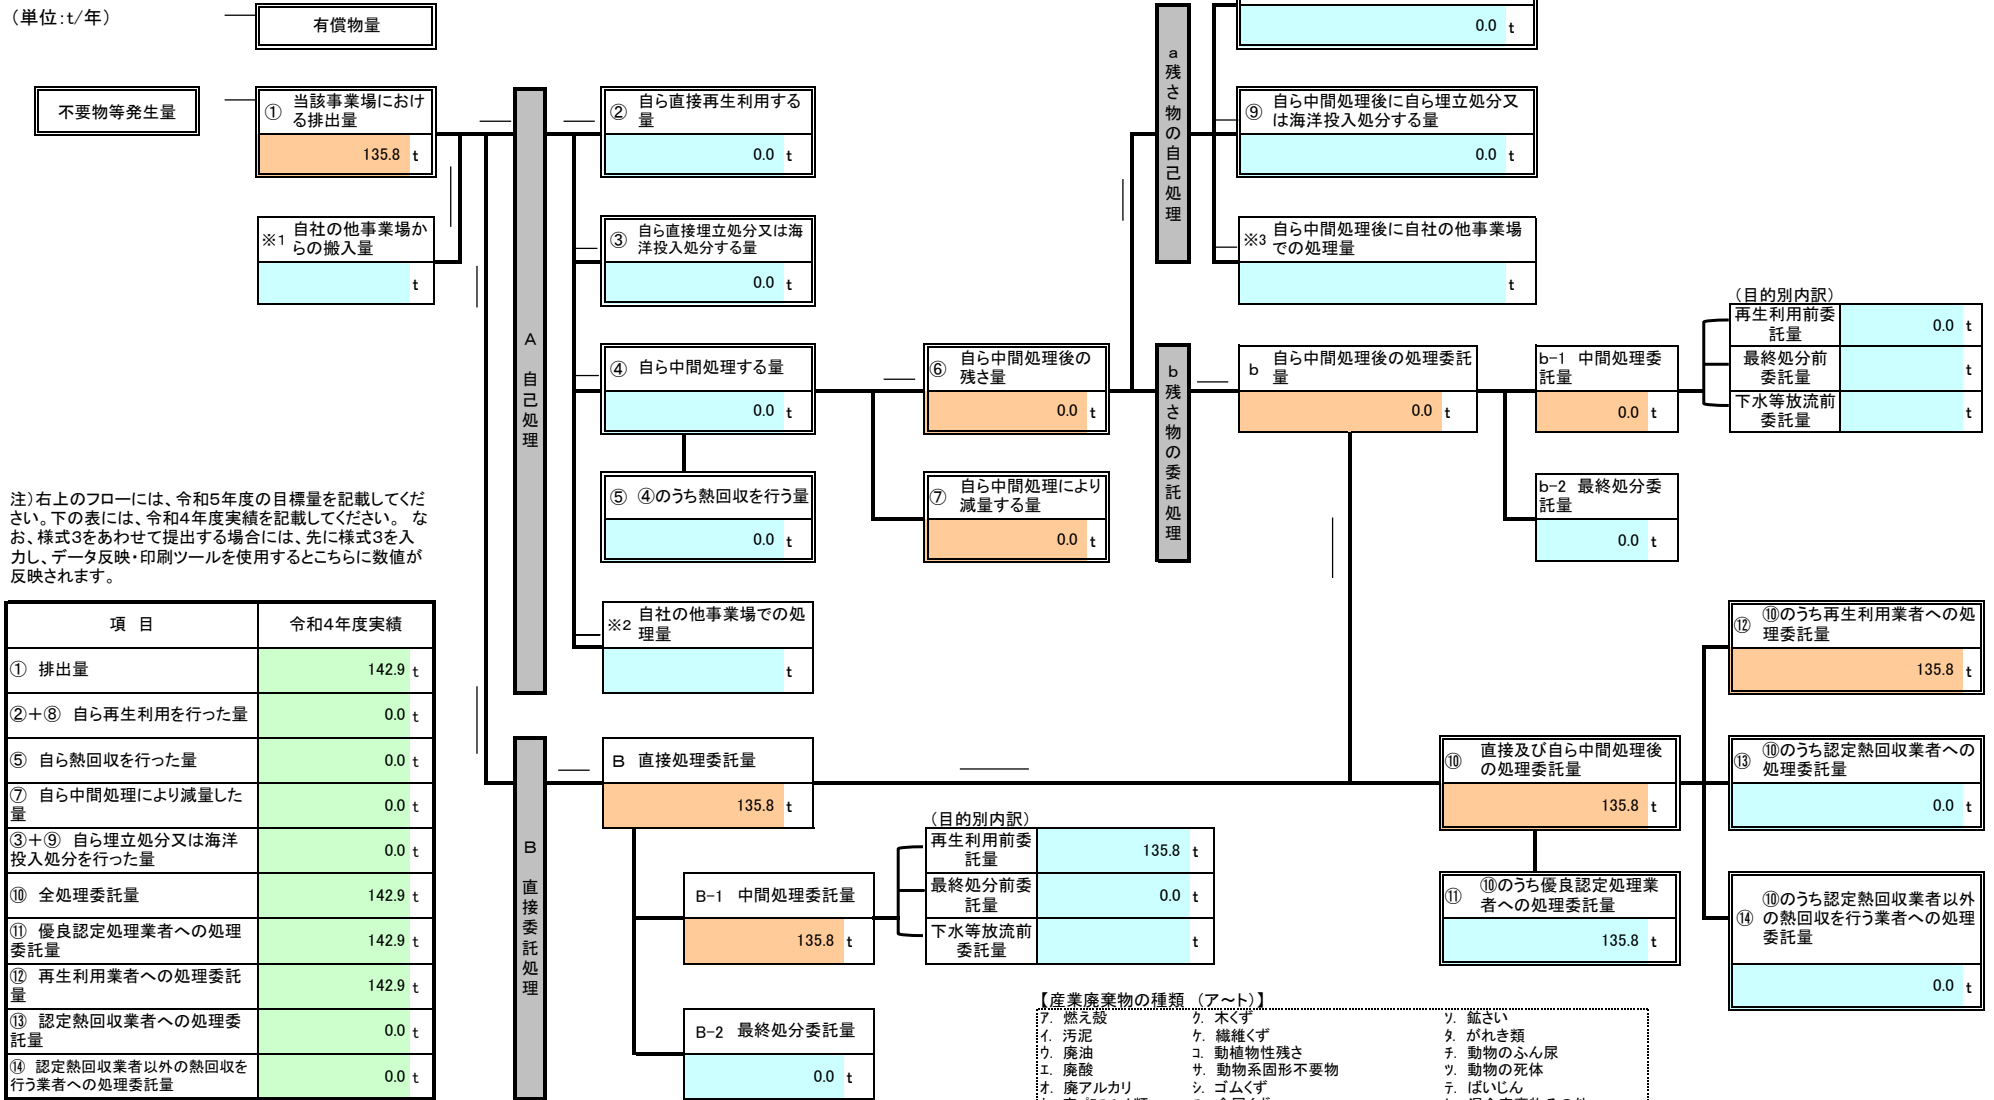 (単位:t/年)
有償物量
0.0 t
不要物等発生量
① 当該事業場におけ
る排出量
135.8 t
※1 自社の他事業場か
らの搬入量
t
A 自己処理
② 自ら直接再生利用する
量
0.0 t
③ 自ら直接埋立処分又は海
洋投入処分する量
0.0 t
④ 自ら中間処理する量
0.0 t
⑤ ④のうち熱回収を行う量
0.0 t
※2 自社の他事業場での処
理量
t
⑥ 自ら中間処理後の
残さ量
0.0 t
⑦ 自ら中間処理により
減量する量
0.0 t
a 残さ物の自己処理
⑨ 自ら中間処理後に自ら埋立処分又
は海洋投入処分する量
0.0 t
※3 自ら中間処理後に自社の他事業場
での処理量
t
b 残さ物の委託処理
b 自ら中間処理後の処理委託
量
0.0 t
b-1 中間処理委
託量
0.0 t
b-2 最終処分委
託量
0.0 t
(目的別内訳)
再生利用前委
託量
0.0 t
最終処分前
委託量
t
下水等放流前
委託量
t
注)右上のフローには、令和5年度の目標量を記載してくだ
さい。下の表には、令和4年度実績を記載してください。 な
お、様式3をあわせて提出する場合には、先に様式3を入
力し、データ反映・印刷ツールを使用するとこちらに数値が
反映されます。
項 目 令和4年度実績
① 排出量 142.9 t
②+⑧ 自ら再生利用を行った量 0.0 t
⑤ 自ら熱回収を行った量 0.0 t
⑦ 自ら中間処理により減量した
量 0.0 t
③+⑨ 自ら埋立処分又は海洋
投入処分を行った量 0.0 t
⑩ 全処理委託量 142.9 t
⑪ 優良認定処理業者への処理
委託量 142.9 t
⑫ 再生利用業者への処理委託
量 142.9 t
⑬ 認定熱回収業者への処理委
託量 0.0 t
⑭ 認定熱回収業者以外の熱回収を
行う業者への処理委託量 0.0 t
B 直接委託処理
B 直接処理委託量
135.8 t
B-1 中間処理委託量
135.8 t
B-2 最終処分委託量
0.0 t
(目的別内訳)
再生利用前委
託量
135.8 t
最終処分前委
託量
0.0 t
下水等放流前
委託量
t
⑩ 直接及び自ら中間処理後
の処理委託量
135.8 t
⑪ ⑩のうち優良認定処理業
者への処理委託量
135.8 t
⑫ ⑩のうち再生利用業者への処
理委託量
135.8 t
⑬ ⑩のうち認定熱回収業者への
処理委託量
0.0 t
⑭ ⑩のうち認定熱回収業者以外
の熱回収を行う業者への処理
委託量
0.0 t
【産業廃棄物の種類 (ア~ト)】
ア. 燃え殻 ク. 木くず ソ. 鉱さい
イ. 汚泥 ケ. 繊維くず タ. がれき類
ウ. 廃油 コ. 動植物性残さ チ. 動物のふん尿
エ. 廃酸 サ. 動物系固形不要物 ツ. 動物の死体
オ. 廃アルカリ シ. ゴムくず テ. ばいじん